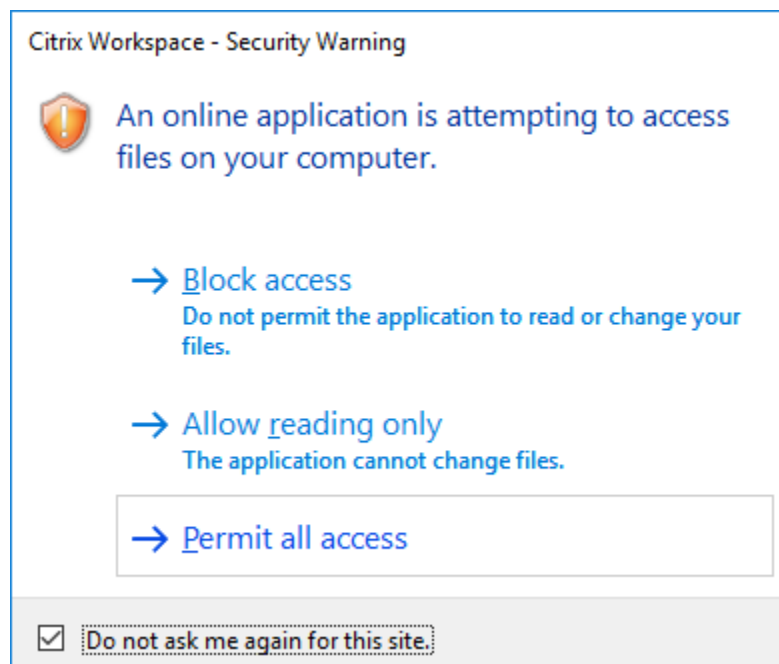 Citrix Workspace - Security Warning
An online application is attempting to access
files on your computer.
Block access
Do not permit the application to read or change your
files.
Allow reading only
The application cannot change files.
Permit all access
Do not ask me again for this site.